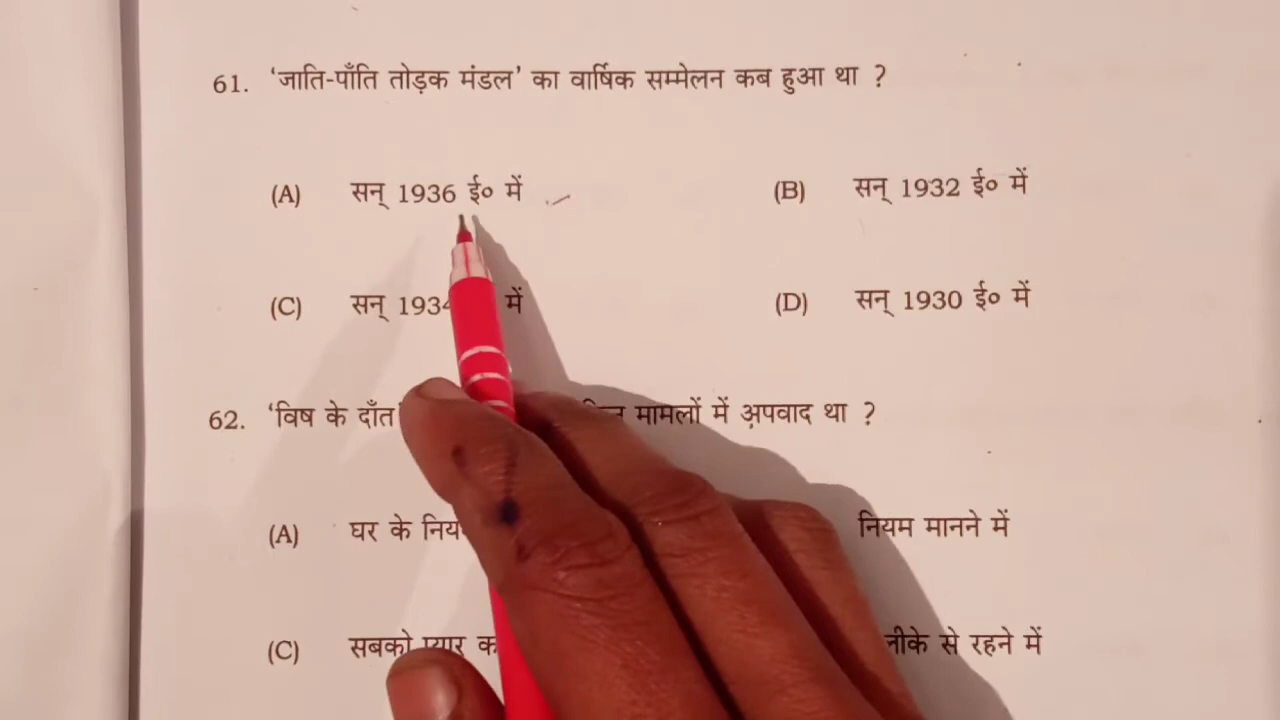 61. ‘जाति-पाँति तोड़क मंडल’ का वार्षिक सम्मेलन कब हुआ था ?
(A) सन् 1936 ई० में (B) सन् 1932 ई० में
(C) सन् 1934 में (D) सन् 1930 ई० में
62. ‘विष के दाँत’ मामलों में अपवाद था ?
(A) घर के नियम मानने में
(C) सबको प्यार से रहने में